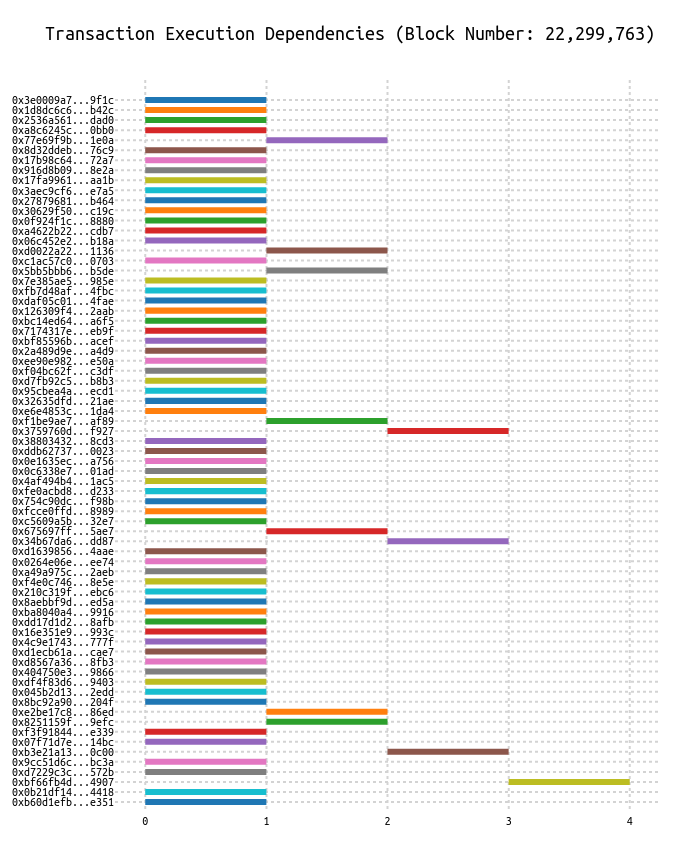 Transaction Execution Dependencies (Block Number: 22,299,763)
0x3e0009a7...9f1c
0x1d8dc6c6...b42c
0x2536a561...dad0
0xa8c6245c...0bb0
0x77e69f9b...1e0a
0x8d32ddeb...76c9
0x17b98c64...72a7
0x916d8b09...8e2a
0x17fa9961...aa1b
0x3aec9cf6...e7a5
0x27879681...b464
0x30629f50...c19c
0x0f924f1c...8880
0xa4622b22...cdb7
0x06c452e2...b18a
0xd0022a22...1136
0xc1ac57c0...0703
0x5bb5bbb6...b5de
0x7e385ae5...985e
0xfb7d48af...4fbc
0xdaf05c01...4fae
0x126309f4...2aab
0xbc14ed64...a6f5
0x7174317e...eb9f
0xbf85596b...acef
0x2a489d9e...a4d9
0xee90e982...e50a
0xf04bc62f...c3df
0xd7fb92c5...b8b3
0x95cbea4a...ecd1
0x32635dfd...21ae
0xe6e4853c...1da4
0xf1be9ae7...af89
0x3759760d...f927
0x38803432...8cd3
0xddb62737...0023
0x0e1635ec...a756
0x0c6338e7...01ad
0x4af494b4...1ac5
0xfe0acbd8...d233
0x754c90dc...f98b
0xfcce0ffd...8989
0xc5609a5b...32e7
0x675697ff...5ae7
0x34b67da6...dd87
0xd1639856...4aae
0x0264e06e...ee74
0xa49a975c...2aeb
0xf4e0c746...8e5e
0x210c319f...ebc6
0x8aebbf9d...ed5a
0xba8040a4...9916
0xdd17d1d2...8afb
0x16e351e9...993c
0x4c9e1743...777f
0xd1ecb61a...cae7
0xd8567a36...8fb3
0x404750e3...9866
0xdf4f83d6...9403
0x045b2d13...2edd
0x8bc92a90...204f
0xe2be17c8...86ed
0x8251159f...9efc
0xf3f91844...e339
0x07f71d7e...14bc
0xb3e21a13...0c00
0x9cc51d6c...bc3a
0xd7229c3c...572b
0xbf66fb4d...4907
0x0b21df14...4418
0xb60d1efb...e351
0 1 2 3 4